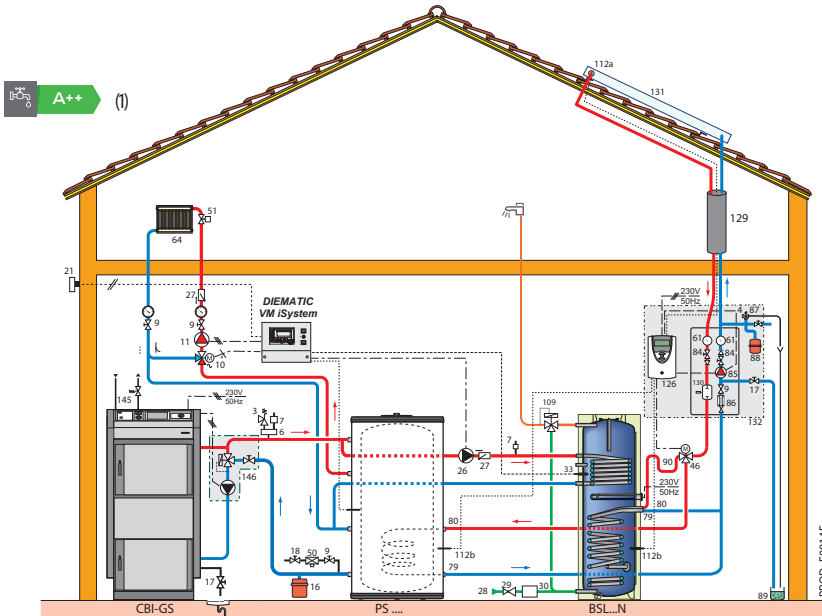 112a
131
A++ (1)
51
64
129
21
27
DIEMATIC
VM iSystem
230V
50Hz
4 87
9 9
11
10
61 61
84 84
88
126
85
130
9
17
86
132
145
230V
50Hz
3
7
6
109
7
26 27
33
90
46
M
M
146
230V
50Hz
80
80
79
112b
112b
18 50 9
79
17
16
28 29 30
89
CBI-GS
PS ....
BSL...N